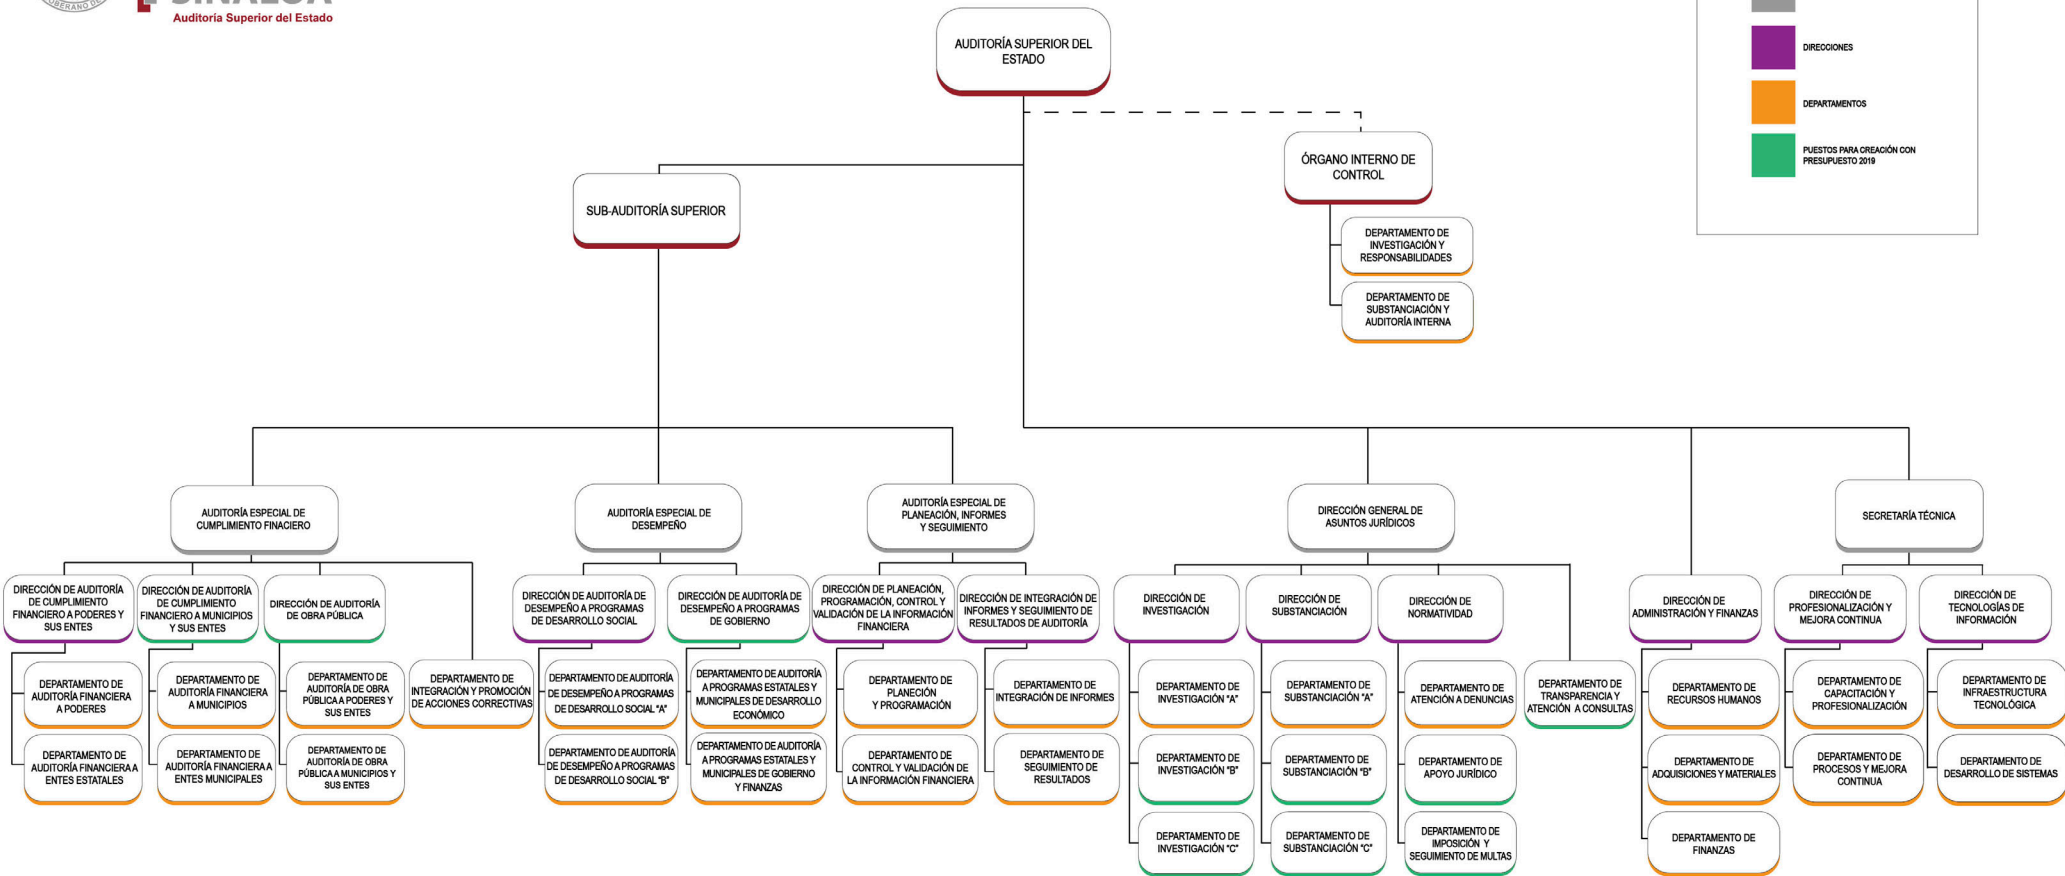 SINALOA
Auditoría Superior del Estado
DIRECCIONES
DEPARTAMENTOS
PUESTOS PARA CREACIÓN CON
PRESUPUESTO 2019
AUDITORÍA SUPERIOR DEL
ESTADO
ÓRGANO INTERNO DE
CONTROL
SUB-AUDITORÍA SUPERIOR
DEPARTAMENTO DE
INVESTIGACIÓN Y
RESPONSABILIDADES
DEPARTAMENTO DE
SUBSTANCIACIÓN Y
AUDITORÍA INTERNA
AUDITORÍA ESPECIAL DE
CUMPLIMIENTO FINACIERO
AUDITORÍA ESPECIAL DE
DESEMPEÑO
AUDITORÍA ESPECIAL DE
PLANEACIÓN, INFORMES
Y SEGUIMIENTO
DIRECCIÓN GENERAL DE
ASUNTOS JURÍDICOS
SECRETARÍA TÉCNICA
DIRECCIÓN DE AUDITORÍA
DE CUMPLIMIENTO
FINANCIERO A PODERES Y
SUS ENTES
DIRECCIÓN DE AUDITORÍA
DE CUMPLIMIENTO
FINANCIERO A MUNICIPIOS
Y SUS ENTES
DIRECCIÓN DE AUDITORÍA
DE OBRA PÚBLICA
DIRECCIÓN DE AUDITORÍA DE
DESEMPEÑO A PROGRAMAS
DE DESARROLLO SOCIAL
DIRECCIÓN DE AUDITORÍA DE
DESEMPEÑO A PROGRAMAS
DE GOBIERNO
DIRECCIÓN DE PLANEACIÓN,
PROGRAMACIÓN, CONTROL Y
VALIDACIÓN DE LA INFORMACIÓN
FINANCIERA
DIRECCIÓN DE INTEGRACIÓN DE
INFORMES Y SEGUIMIENTO DE
RESULTADOS DE AUDITORÍA
DIRECCIÓN DE
INVESTIGACIÓN
DIRECCIÓN DE
SUBSTANCIACIÓN
DIRECCIÓN DE
NORMATIVIDAD
DIRECCIÓN DE
ADMINISTRACIÓN Y FINANZAS
DIRECCIÓN DE
PROFESIONALIZACIÓN Y
MEJORA CONTINUA
DIRECCIÓN DE
TECNOLOGÍAS DE
INFORMACIÓN
DEPARTAMENTO DE
AUDITORÍA FINANCIERA
A PODERES
DEPARTAMENTO DE
AUDITORÍA FINANCIERA
A MUNICIPIOS
DEPARTAMENTO DE
AUDITORÍA DE OBRA
PÚBLICA A PODERES Y
SUS ENTES
DEPARTAMENTO DE
INTEGRACIÓN Y PROMOCIÓN
DE ACCIONES CORRECTIVAS
DEPARTAMENTO DE AUDITORÍA
DE DESEMPEÑO A PROGRAMAS
DE DESARROLLO SOCIAL "A"
DEPARTAMENTO DE AUDITORÍA
A PROGRAMAS ESTATALES Y
MUNICIPALES DE DESARROLLO
ECONÓMICO
DEPARTAMENTO DE
PLANECIÓN
Y PROGRAMACIÓN
DEPARTAMENTO DE
INTEGRACIÓN DE INFORMES
DEPARTAMENTO DE
INVESTIGACIÓN "A"
DEPARTAMENTO DE
SUBSTANCIACIÓN "A"
DEPARTAMENTO DE
ATENCIÓN A DENUNCIAS
DEPARTAMENTO DE
TRANSPARENCIA Y
ATENCIÓN A CONSULTAS
DEPARTAMENTO DE
RECURSOS HUMANOS
DEPARTAMENTO DE
CAPACITACIÓN Y
PROFESIONALIZACIÓN
DEPARTAMENTO DE
INFRAESTRUCTURA
TECNOLÓGICA
DEPARTAMENTO DE
AUDITORÍA FINANCIERA A
ENTES ESTATALES
DEPARTAMENTO DE
AUDITORÍA FINANCIERA A
ENTES MUNICIPALES
DEPARTAMENTO DE
AUDITORÍA DE OBRA
PÚBLICA A MUNICIPIOS Y
SUS ENTES
DEPARTAMENTO DE AUDITORÍA
DE DESEMPEÑO A PROGRAMAS
DE DESARROLLO SOCIAL "B"
DEPARTAMENTO DE AUDITORÍA
A PROGRAMAS ESTATALES Y
MUNICIPALES DE GOBIERNO
Y FINANZAS
DEPARTAMENTO DE
CONTROL Y VALIDACIÓN DE
LA INFORMACIÓN FINANCIERA
DEPARTAMENTO DE
SEGUIMIENTO DE
RESULTADOS
DEPARTAMENTO DE
INVESTIGACIÓN "B"
DEPARTAMENTO DE
SUBSTANCIACIÓN "B"
DEPARTAMENTO DE
APOYO JURÍDICO
DEPARTAMENTO DE
ADQUISICIONES Y MATERIALES
DEPARTAMENTO DE
PROCESOS Y MEJORA
CONTINUA
DEPARTAMENTO DE
DESARROLLO DE SISTEMAS
DEPARTAMENTO DE
INVESTIGACIÓN "C"
DEPARTAMENTO DE
SUBSTANCIACIÓN "C"
DEPARTAMENTO DE
IMPOSICIÓN Y
SEGUIMIENTO DE MULTAS
DEPARTAMENTO DE
FINANZAS